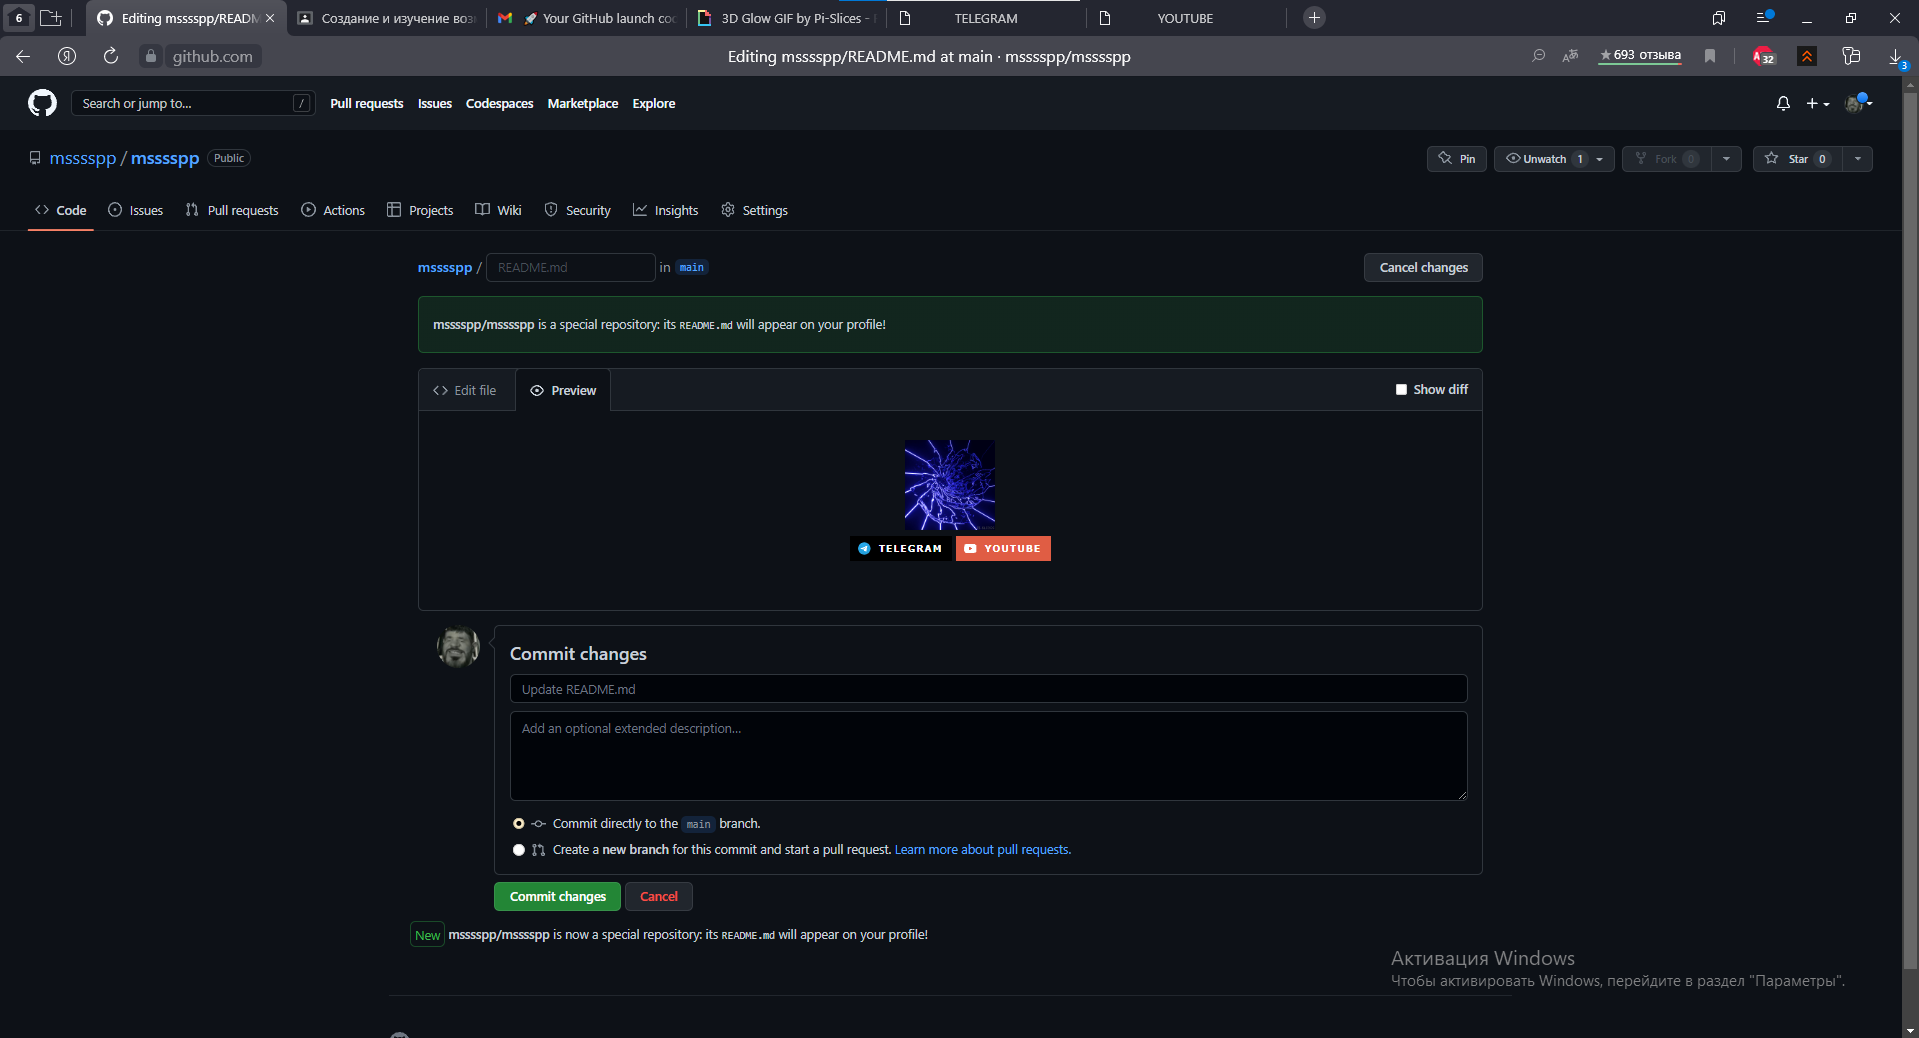 6
Editing msssspp/READM
Создание и изучение воз
🚀 Your GitHub launch coc
3D Glow GIF by Pi-Slices -
TELEGRAM
YOUTUBE
Я
github.com
Editing msssspp/README.md at main · msssspp/msssspp
★ 693 отзыва
32
3
Search or jump to...
/
Pull requests
Issues
Codespaces
Marketplace
Explore
msssspp / msssspp Public
Pin
Unwatch 1
Fork 0
Star 0
Code
Issues
Pull requests
Actions
Projects
Wiki
Security
Insights
Settings
msssspp / README.md in main
Cancel changes
msssspp/msssspp is a special repository: its README.md will appear on your profile!
Edit file
Preview
Show diff
TELEGRAM
YOUTUBE
Commit changes
Update README.md
Add an optional extended description...
Commit directly to the main branch.
Create a new branch for this commit and start a pull request. Learn more about pull requests.
Commit changes
Cancel
New msssspp/msssspp is now a special repository: its README.md will appear on your profile!
Активация Windows
Чтобы активировать Windows, перейдите в раздел "Параметры".